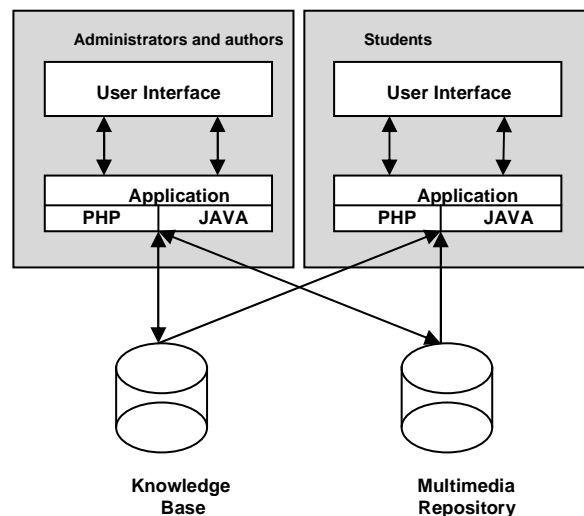 Administrators and authors
User Interface
Application
PHP JAVA
Students
User Interface
Application
PHP JAVA
Knowledge
Base
Multimedia
Repository